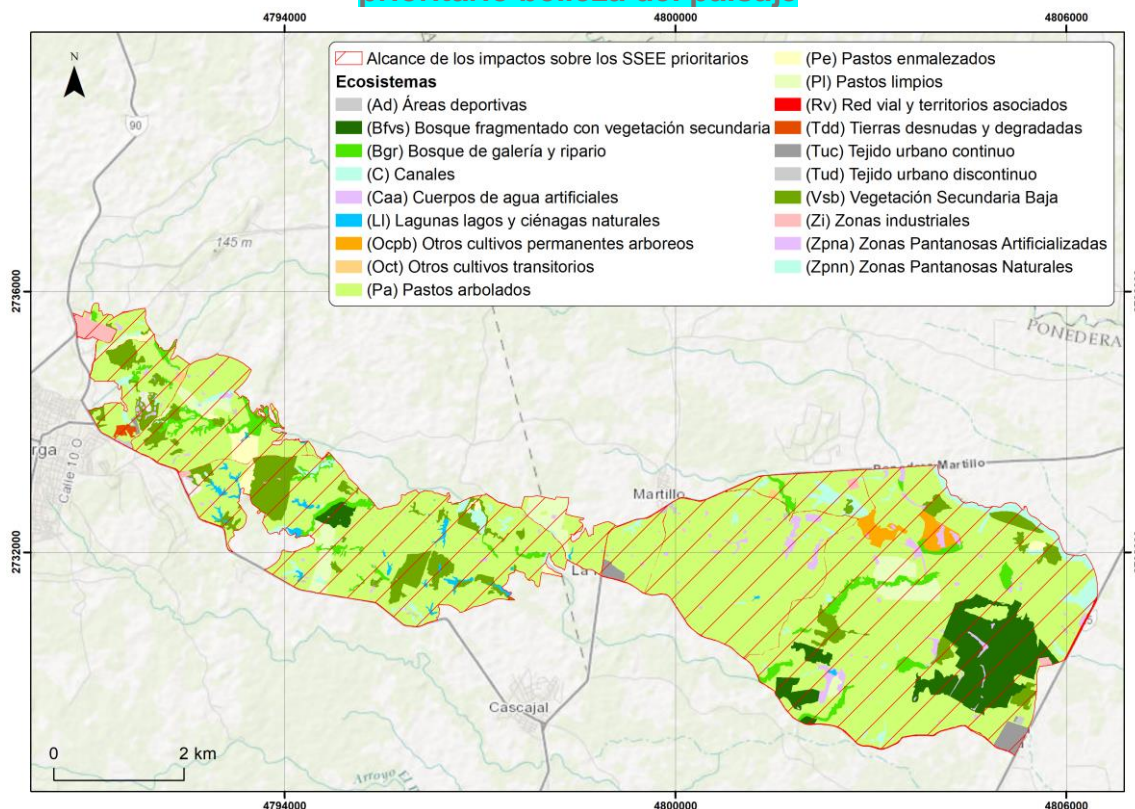 prioritario belleza del paisaje
4794000 4800000 4806000
N
Alcance de los impactos sobre los SSEE prioritarios
Ecosistemas
(Ad) Áreas deportivas
(Bfvs) Bosque fragmentado con vegetación secundaria
(Bgr) Bosque de galería y ripario
(C) Canales
(Caa) Cuerpos de agua artificiales
(Ll) Lagunas lagos y ciénagas naturales
(Ocpb) Otros cultivos permanentes arboreos
(Oct) Otros cultivos transitorios
(Pa) Pastos arbolados
(Pe) Pastos enmalezados
(Pl) Pastos limpios
(Rv) Red vial y territorios asociados
(Tdd) Tierras desnudas y degradadas
(Tuc) Tejido urbano continuo
(Tud) Tejido urbano discontinuo
(Vsb) Vegetación Secundaria Baja
(Zi) Zonas industriales
(Zpna) Zonas Pantanosas Artificializadas
(Zpnn) Zonas Pantanosas Naturales
90
145 m
2736000
PONEDERA
rga
Calle 10 O
Martillo
Martillo
2732000
La
Cascajal
0 2 km
Arroyo El
4794000 4800000 4806000